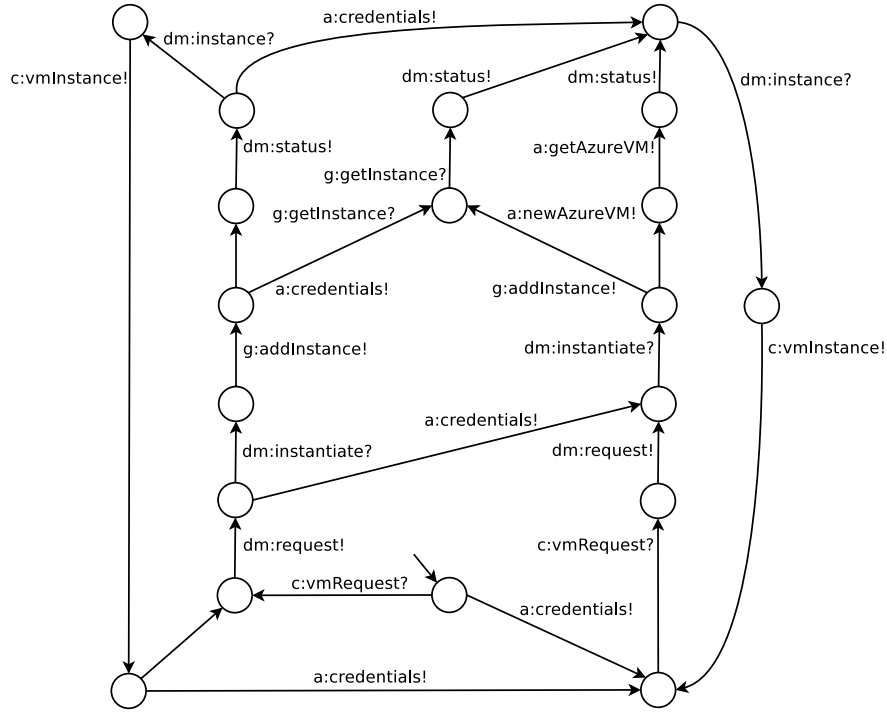 a:credentials!
dm:instance?
c:vmInstance!
dm:status!
dm:status!
dm:instance?
dm:status!
a:getAzureVM!
g:getInstance?
g:getInstance?
a:newAzureVM!
a:credentials!
g:addInstance!
g:addInstance!
dm:instantiate?
c:vmInstance!
a:credentials!
dm:instantiate?
dm:request!
dm:request!
c:vmRequest?
c:vmRequest?
a:credentials!
a:credentials!